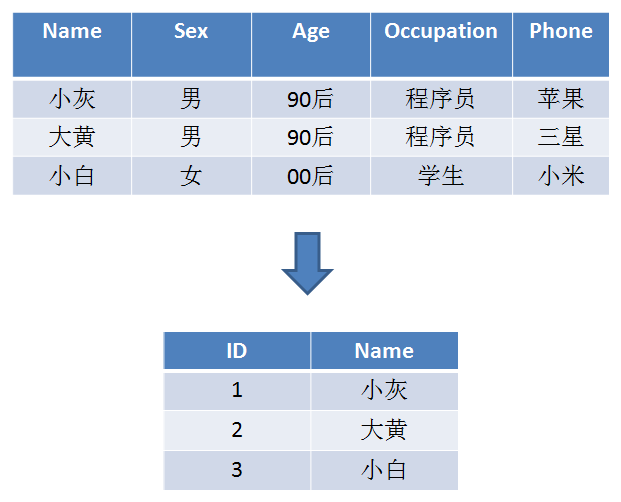 Name Sex Age Occupation Phone
小灰 男 90后 程序员 苹果
大黄 男 90后 程序员 三星
小白 女 00后 学生 小米
ID Name
1 小灰
2 大黄
3 小白